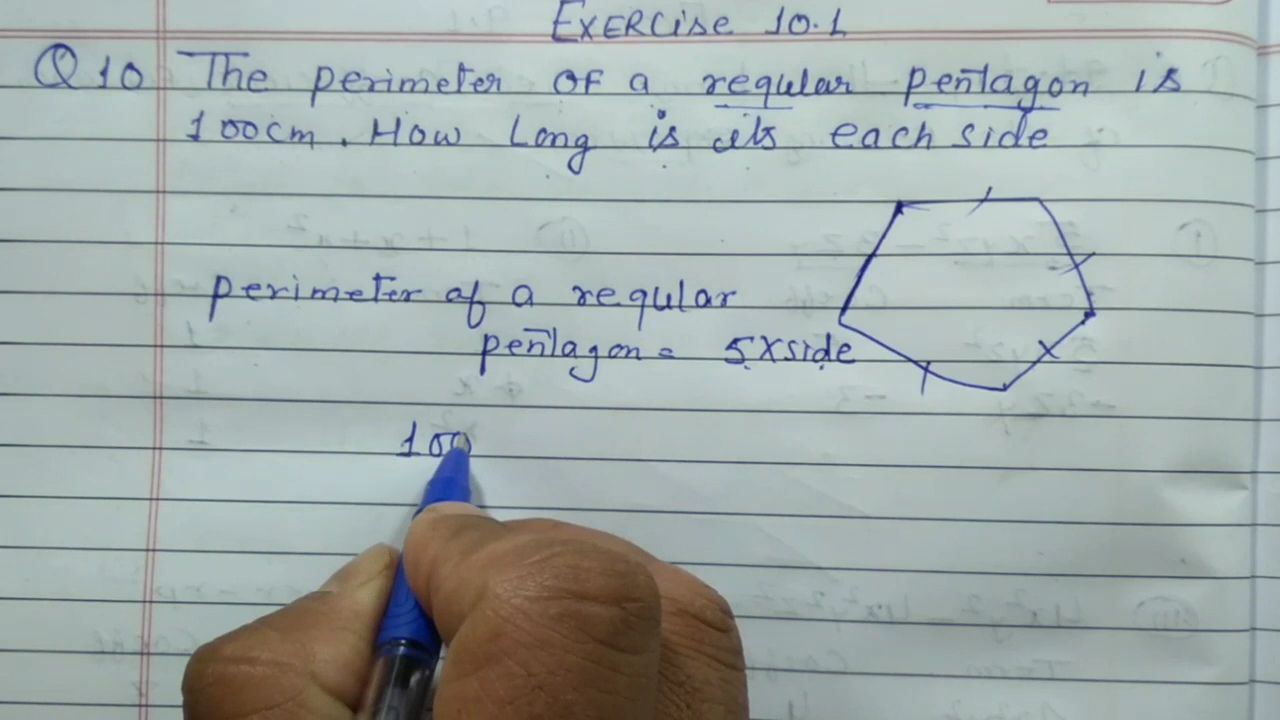 EXERCise 10.1
Q 10 The perimeter OF a regular pentagon is
100cm. How Long is its each side
perimeter of a regular
pentagon = 5xside
100